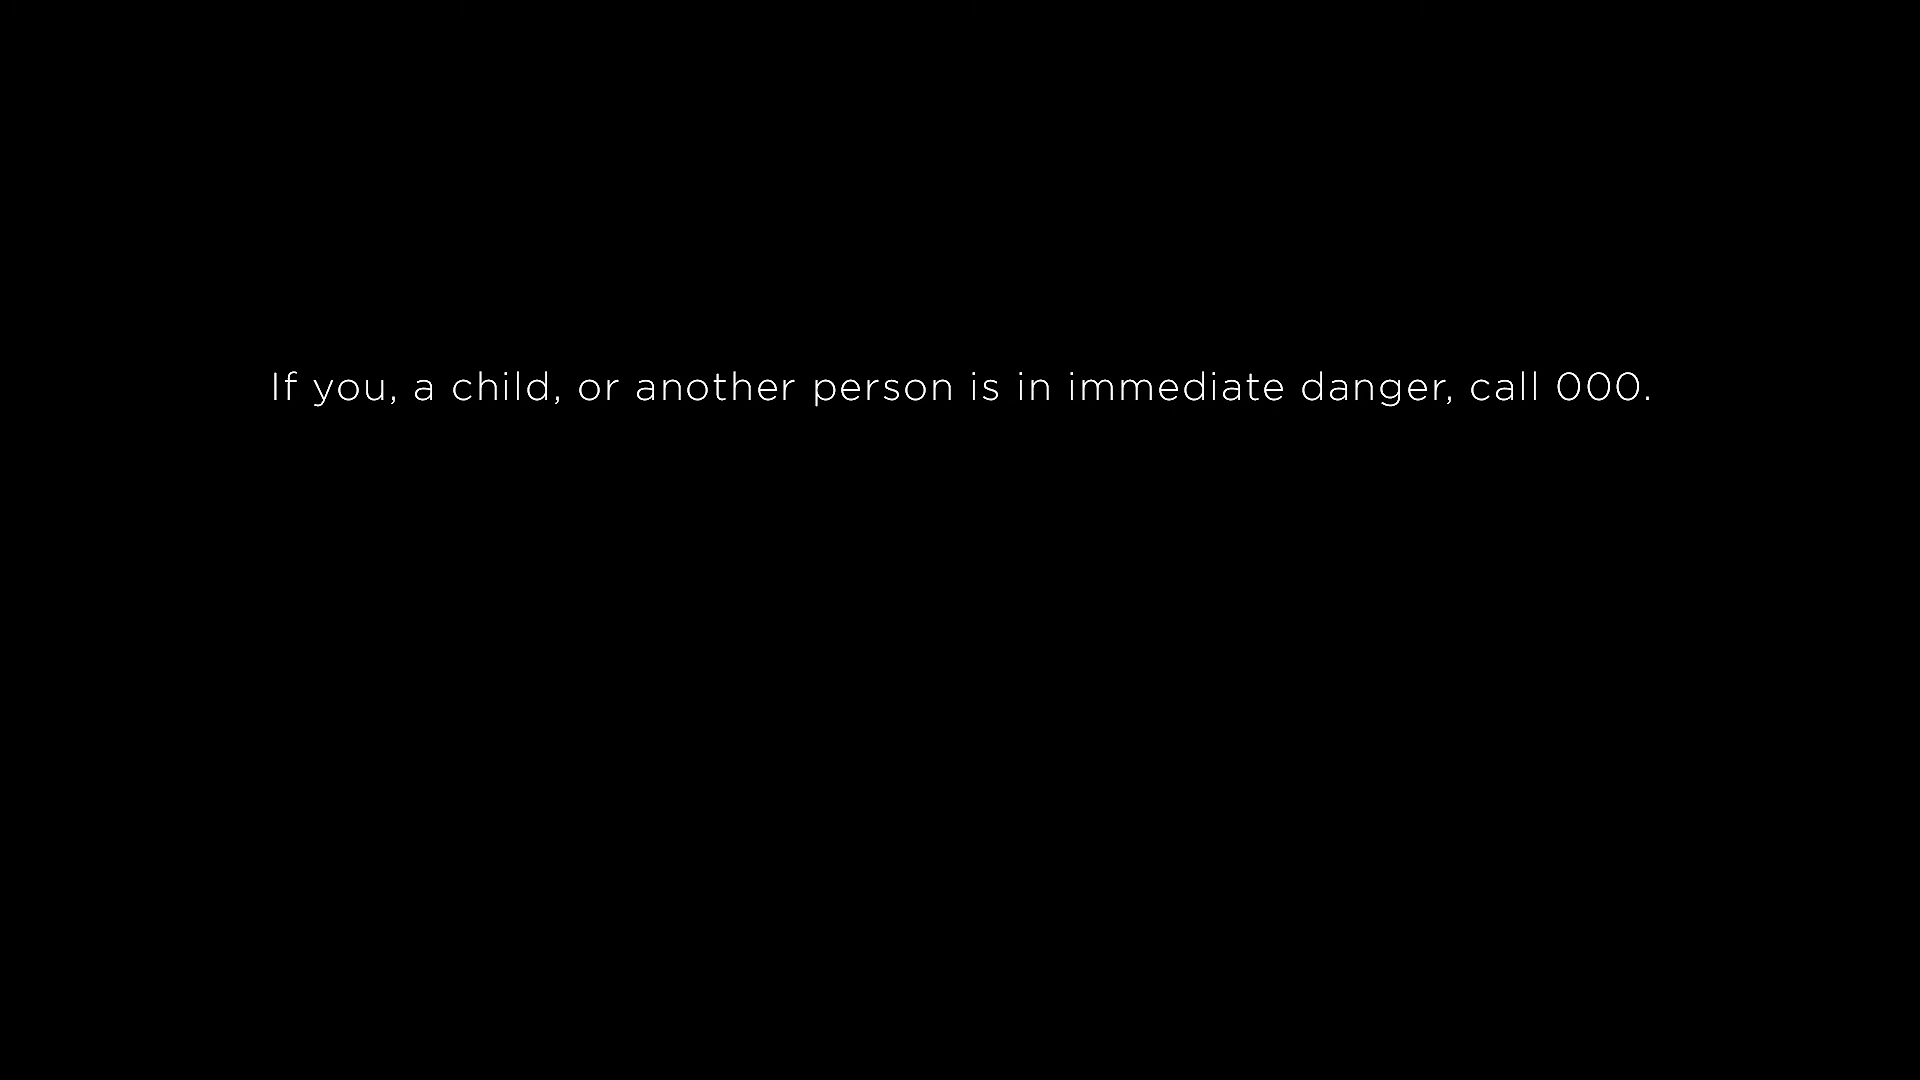 If you, a child, or another person is in immediate danger, call 000.